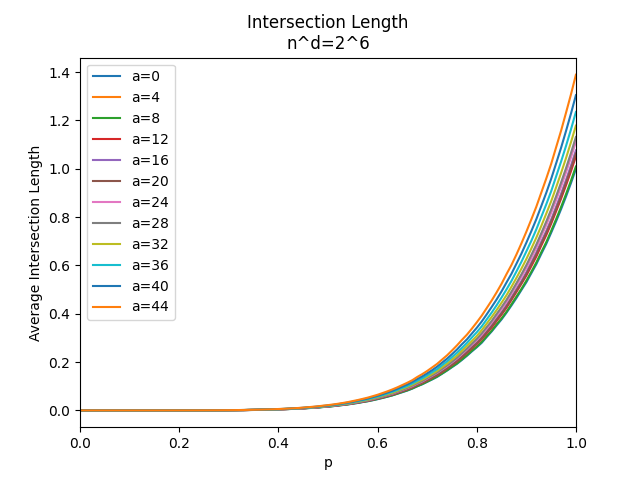 Intersection Length
n^d=2^6
a=0
a=4
a=8
a=12
a=16
a=20
a=24
a=28
a=32
a=36
a=40
a=44
Average Intersection Length
1.4
1.2
1.0
0.8
0.6
0.4
0.2
0.0
0.0 0.2 0.4 0.6 0.8 1.0
p